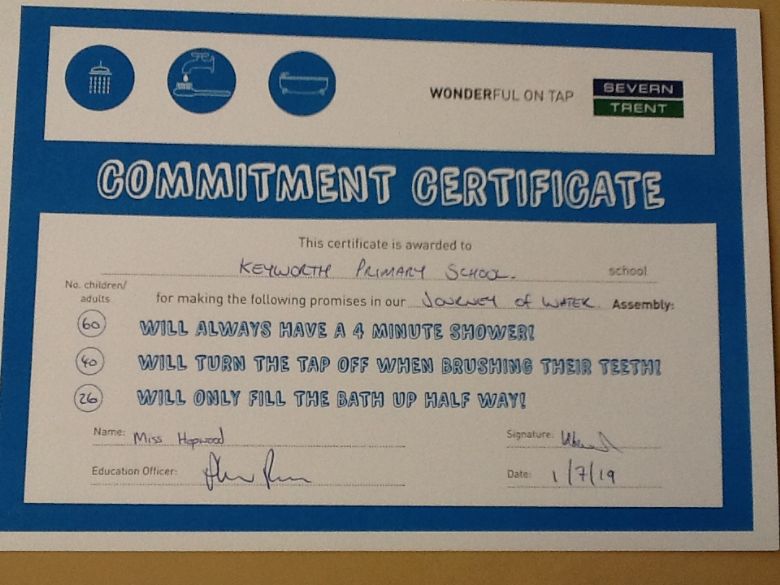 WONDERFUL ON TAP
SEVERN
TRENT
COMMITMENT CERTIFICATE
This certificate is awarded to
KEYWORTH PRIMARY SCHOOL. school
No. children/
adults
for making the following promises in our JOURNEY OF WATER Assembly:
60 WILL ALWAYS HAVE A 4 MINUTE SHOWER!
40 WILL TURN THE TAP OFF WHEN BRUSHING THEIR TEETH!
26 WILL ONLY FILL THE BATH UP HALF WAY!
Name: Miss Hopwood Signature:
Education Officer: Date: 1/7/19